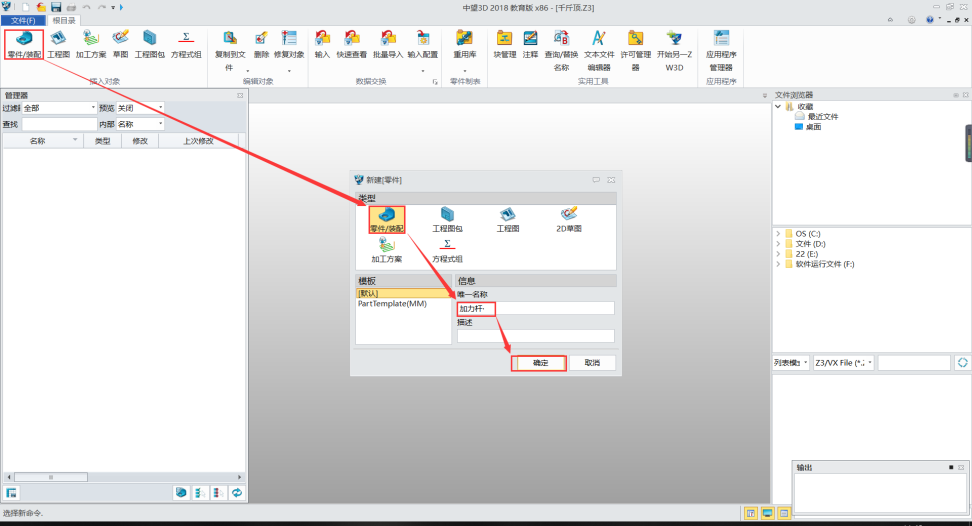 中望3D 2018 教育版 x86 - [千斤顶.Z3]
文件(F) 根目录
零件/装配 工程图 加工方案 草图 工程图包 方程式组 复制到文件 删除 修复对象 输入 快速查看 批量导入 输入配置 重用库 块管理 注释 查询/替换名称 文本文件编辑器 许可管理器 开始另一ZW3D 应用程序管理器
插入对象 编辑对象 数据交换 零件制表 实用工具 应用程序
管理器
过滤 全部 预览 关闭
查找 内部 名称
名称 类型 修改 上次修改
新建[零件]
类型
零件/装配 工程图包 工程图 2D草图
加工方案 方程式组
模板
[默认]
PartTemplate(MM)
信息
唯一名称
加力杆
描述
确定 取消
文件浏览器
收藏
最近文件
桌面
OS (C:)
文件 (D:)
22 (E:)
软件运行文件 (F:)
列表模 Z3/VX File (*.
输出
选择新命令.